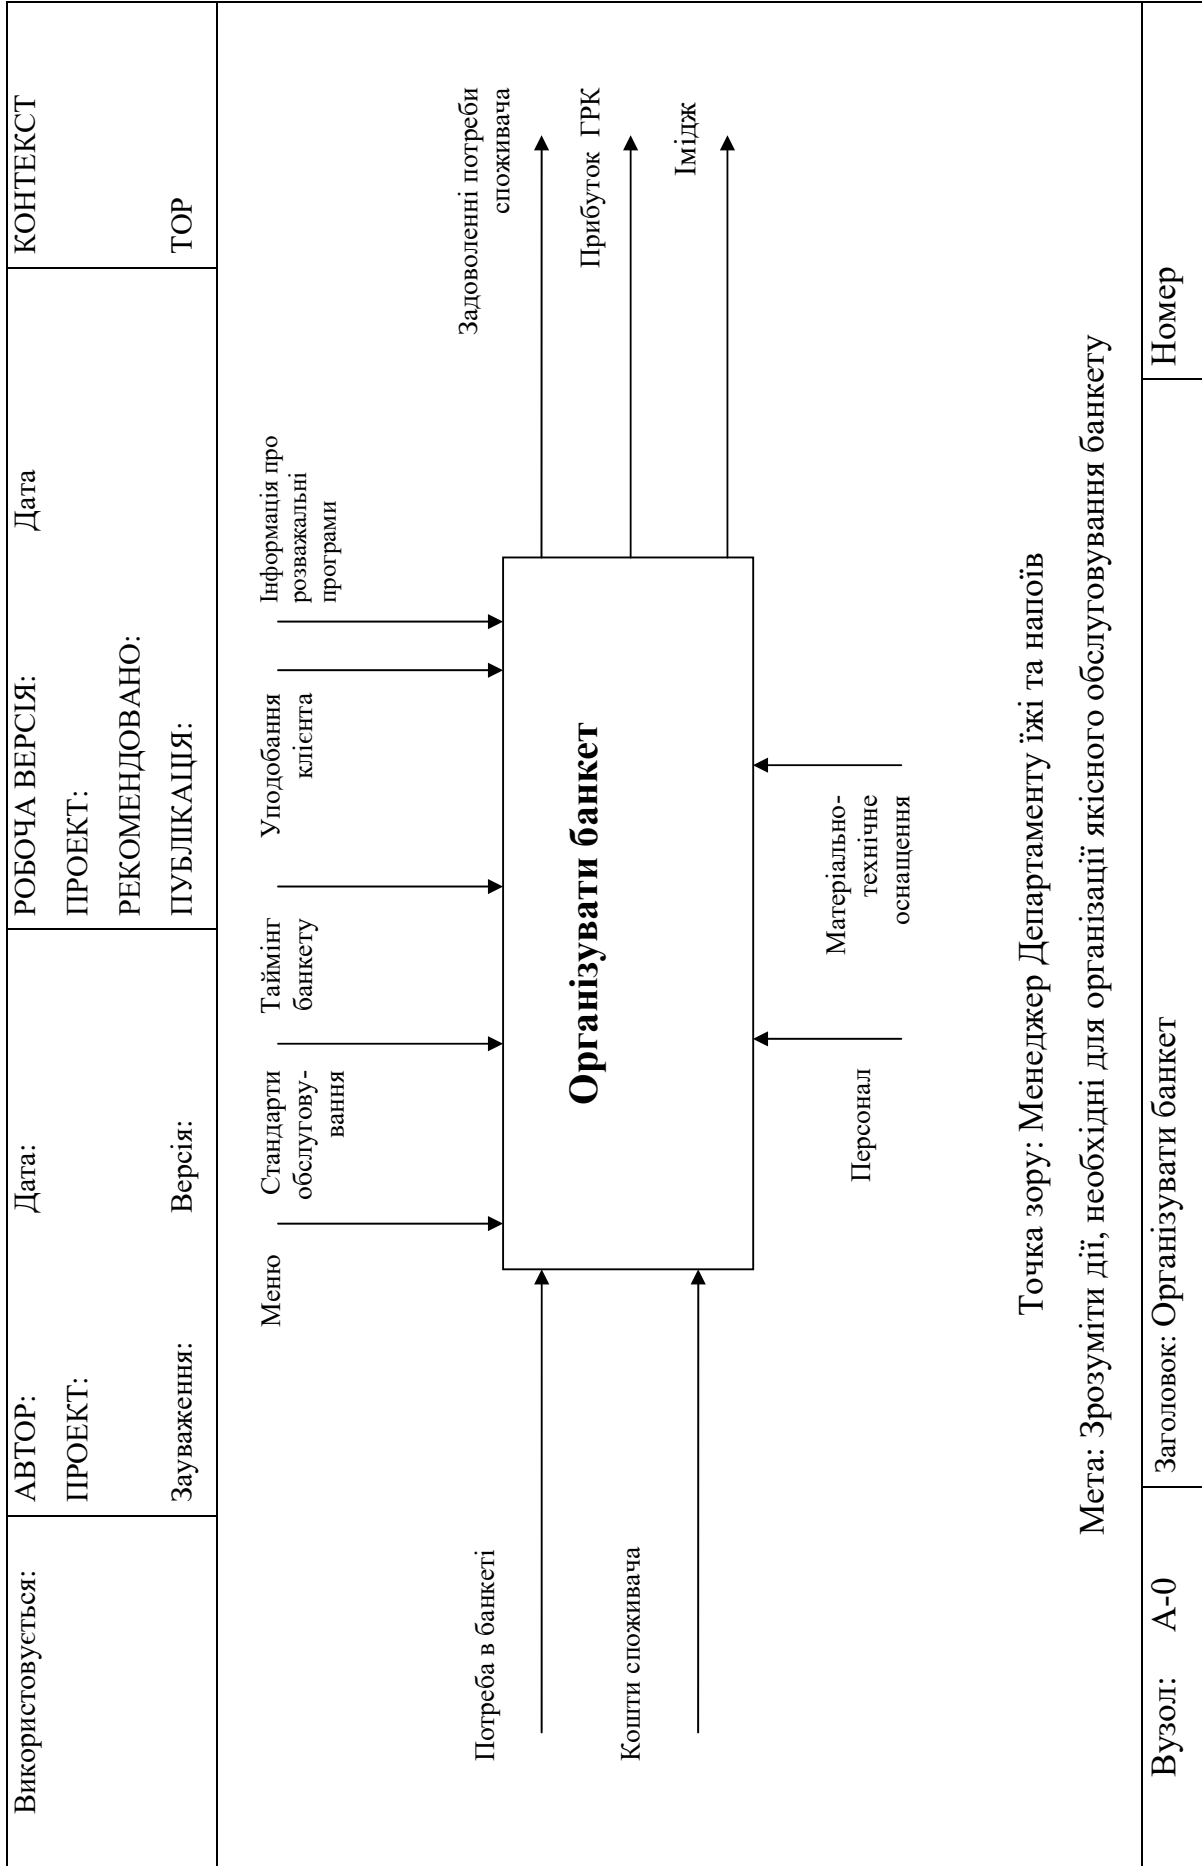 Використовується:
АВТОР:
Дата:
ПРОЕКТ:
Зауваження:
Версія:
РОБОЧА ВЕРСІЯ:
Дата
ПРОЕКТ:
РЕКОМЕНДОВАНО:
ПУБЛІКАЦІЯ:
КОНТЕКСТ
TOP
Меню
Стандарти
обслугову-
вання
Таймінг
банкету
Уподобання
клієнта
Інформація про
розважальні
програми
Потреба в банкеті
Кошти споживача
Організувати банкет
Задоволенні потреби
споживача
Прибуток ГРК
Імідж
Персонал
Матеріально-
технічне
оснащення
Точка зору: Менеджер Департаменту їжі та напоїв
Мета: Зрозуміти дії, необхідні для організації якісного обслуговування банкету
Вузол: А-0
Заголовок: Організувати банкет
Номер